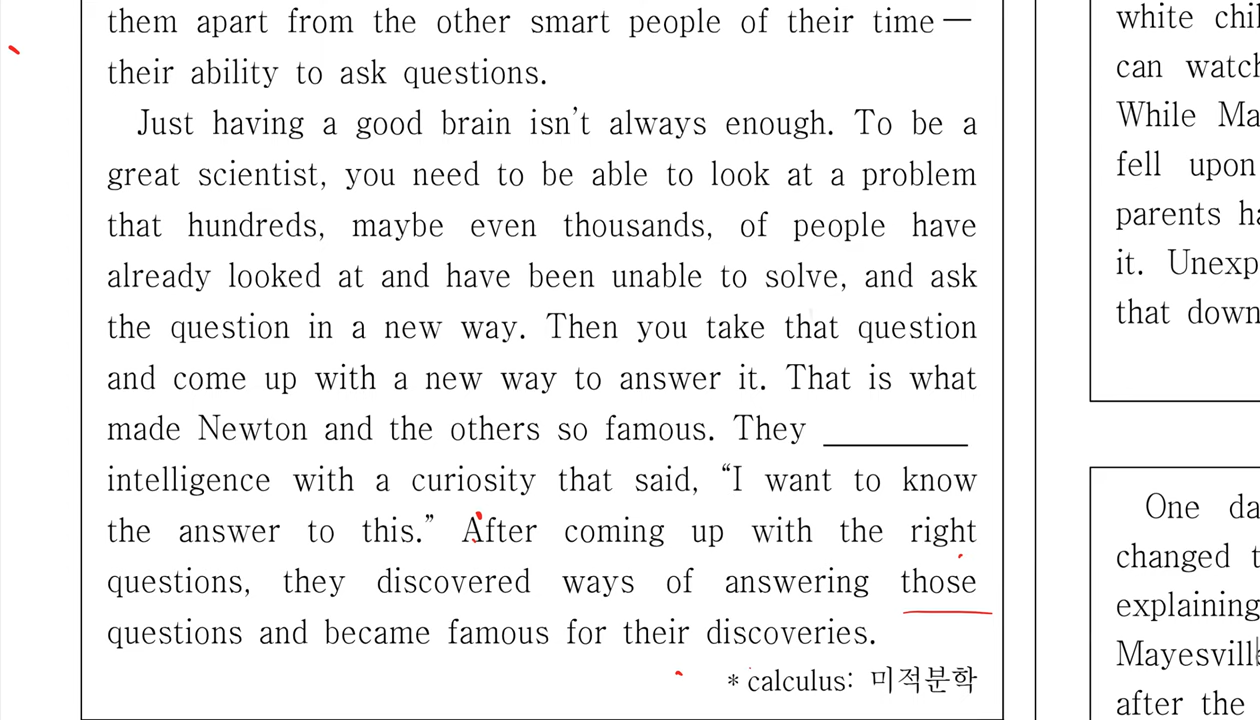 them apart from the other smart people of their time —
their ability to ask questions.
Just having a good brain isn't always enough. To be a
great scientist, you need to be able to look at a problem
that hundreds, maybe even thousands, of people have
already looked at and have been unable to solve, and ask
the question in a new way. Then you take that question
and come up with a new way to answer it. That is what
made Newton and the others so famous. They ________
intelligence with a curiosity that said, “I want to know
the answer to this.” After coming up with the right
questions, they discovered ways of answering those
questions and became famous for their discoveries.
* calculus: 미적분학
white
can
While
fell upon
parents
it.
that down
One
changed
explaining
after the